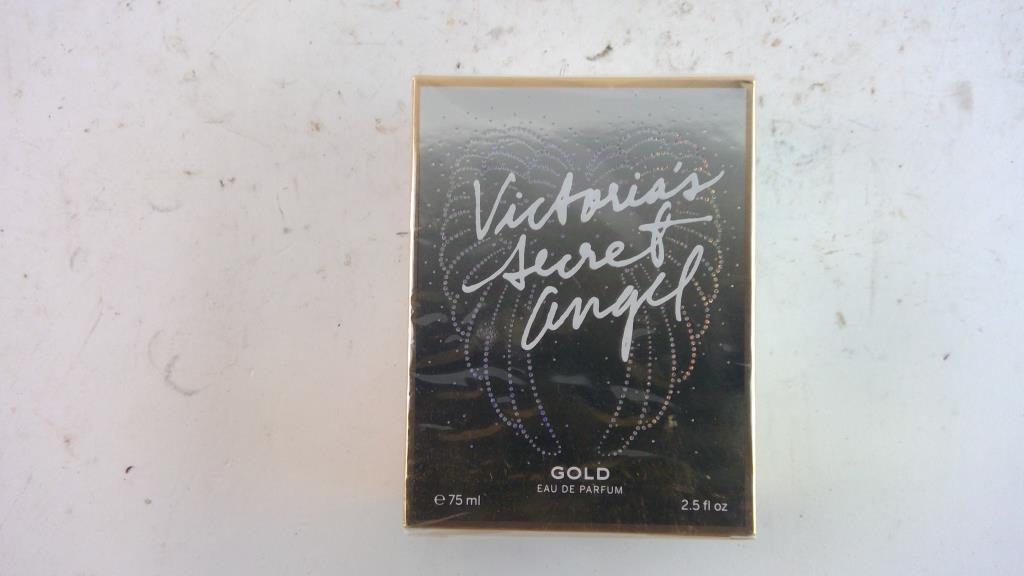 Victoria's
Secret
angel
GOLD
EAU DE PARFUM
℮ 75 ml
2.5 fl oz